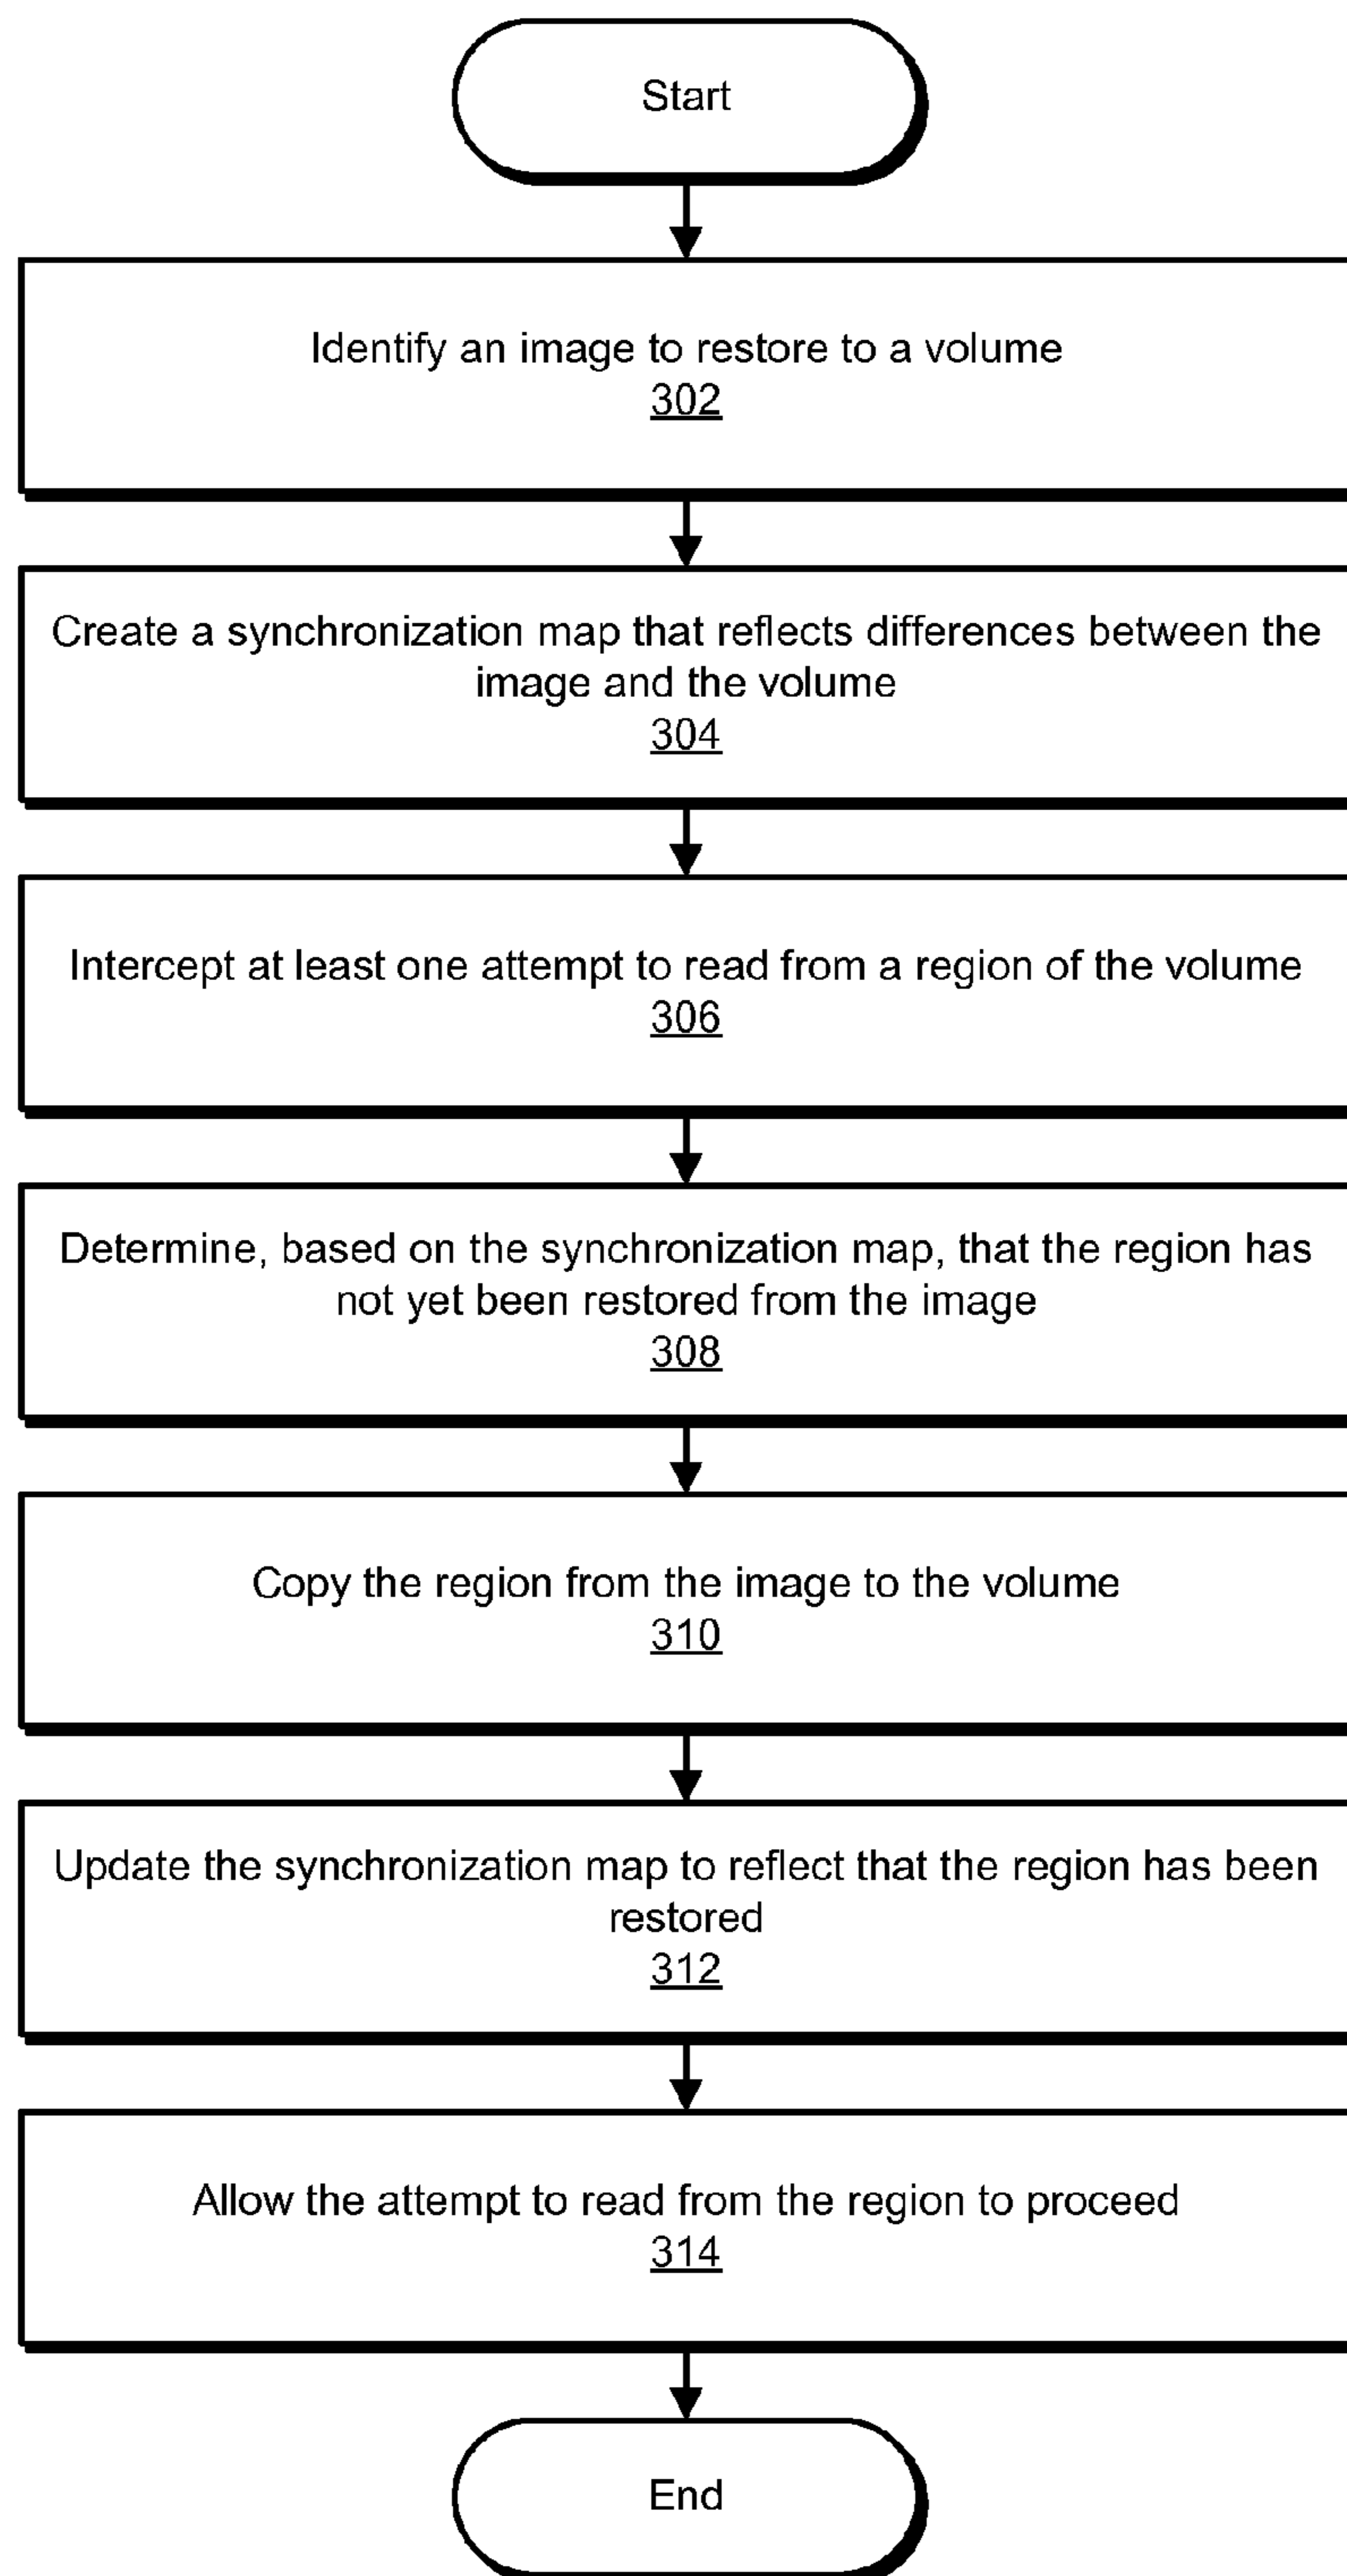 Start
Identify an image to restore to a volume
302
Create a synchronization map that reflects differences between the
image and the volume
304
Intercept at least one attempt to read from a region of the volume
306
Determine, based on the synchronization map, that the region has
not yet been restored from the image
308
Copy the region from the image to the volume
310
Update the synchronization map to reflect that the region has been
restored
312
Allow the attempt to read from the region to proceed
314
End